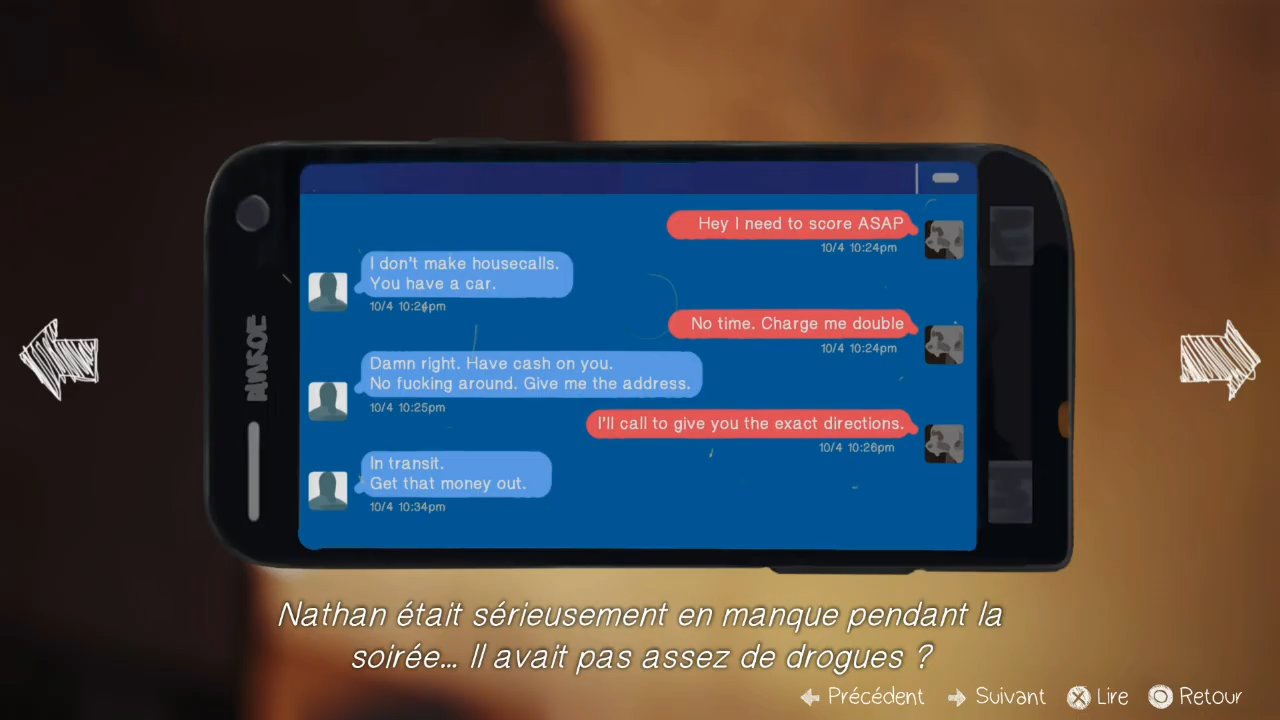 Hey I need to score ASAP
10/4 10:24pm
I don't make housecalls.
You have a car.
10/4 10:24pm
No time. Charge me double
10/4 10:24pm
Damn right. Have cash on you.
No fucking around. Give me the address.
10/4 10:25pm
I'll call to give you the exact directions.
10/4 10:26pm
In transit.
Get that money out.
10/4 10:34pm
Nathan était sérieusement en manque pendant la
soirée... Il avait pas assez de drogues ?
Précédent Suivant Lire Retour